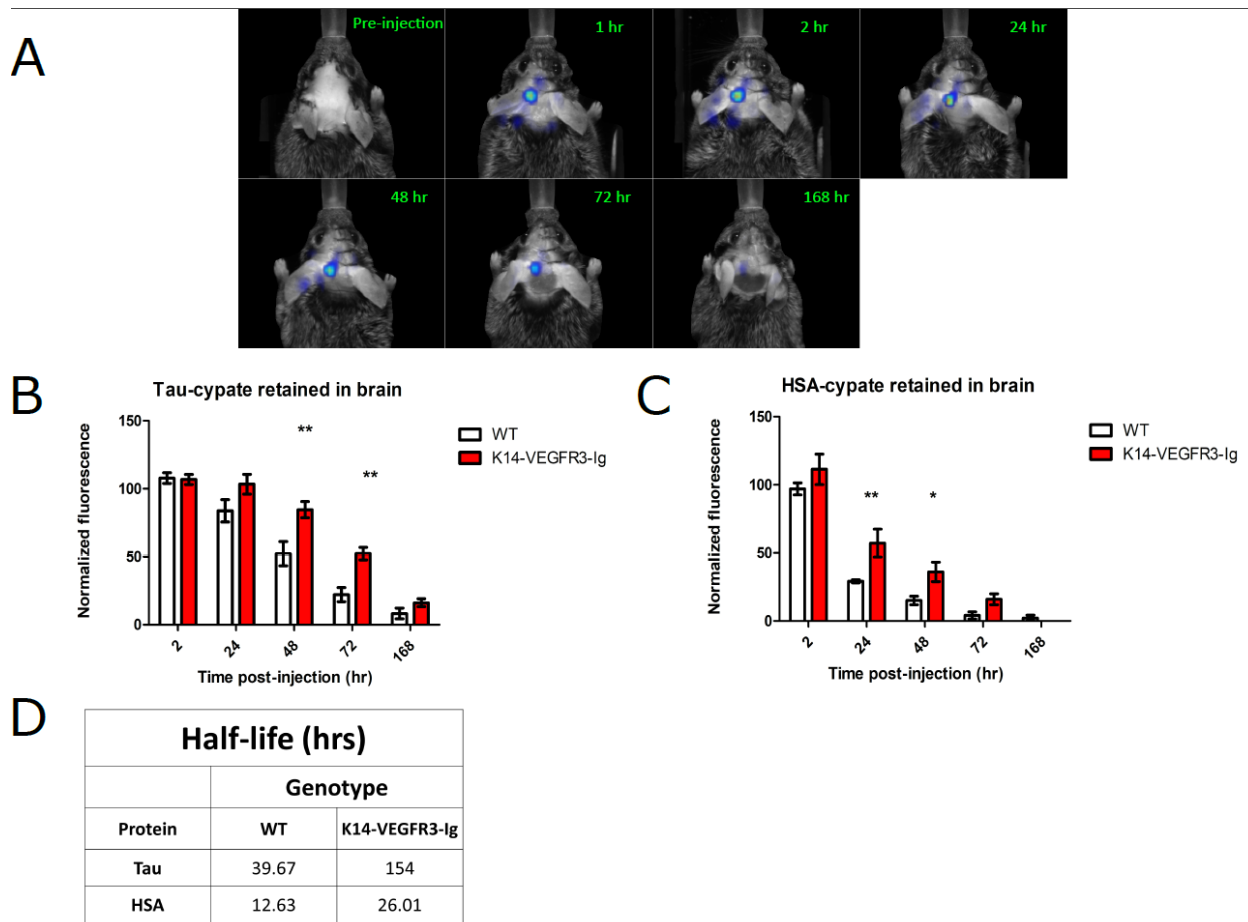 A
Pre-injection
1 hr
2 hr
24 hr
48 hr
72 hr
168 hr
B
Tau-cypate retained in brain
Normalized fluorescence
150
100
50
0
**
**
2
24
48
72
168
Time post-injection (hr)
WT
K14-VEGFR3-Ig
C
HSA-cypate retained in brain
Normalized fluorescence
150
100
50
0
**
*
2
24
48
72
168
Time post-injection (hr)
WT
K14-VEGFR3-Ig
D
Half-life (hrs)
Genotype
Protein WT K14-VEGFR3-Ig
Tau 39.67 154
HSA 12.63 26.01